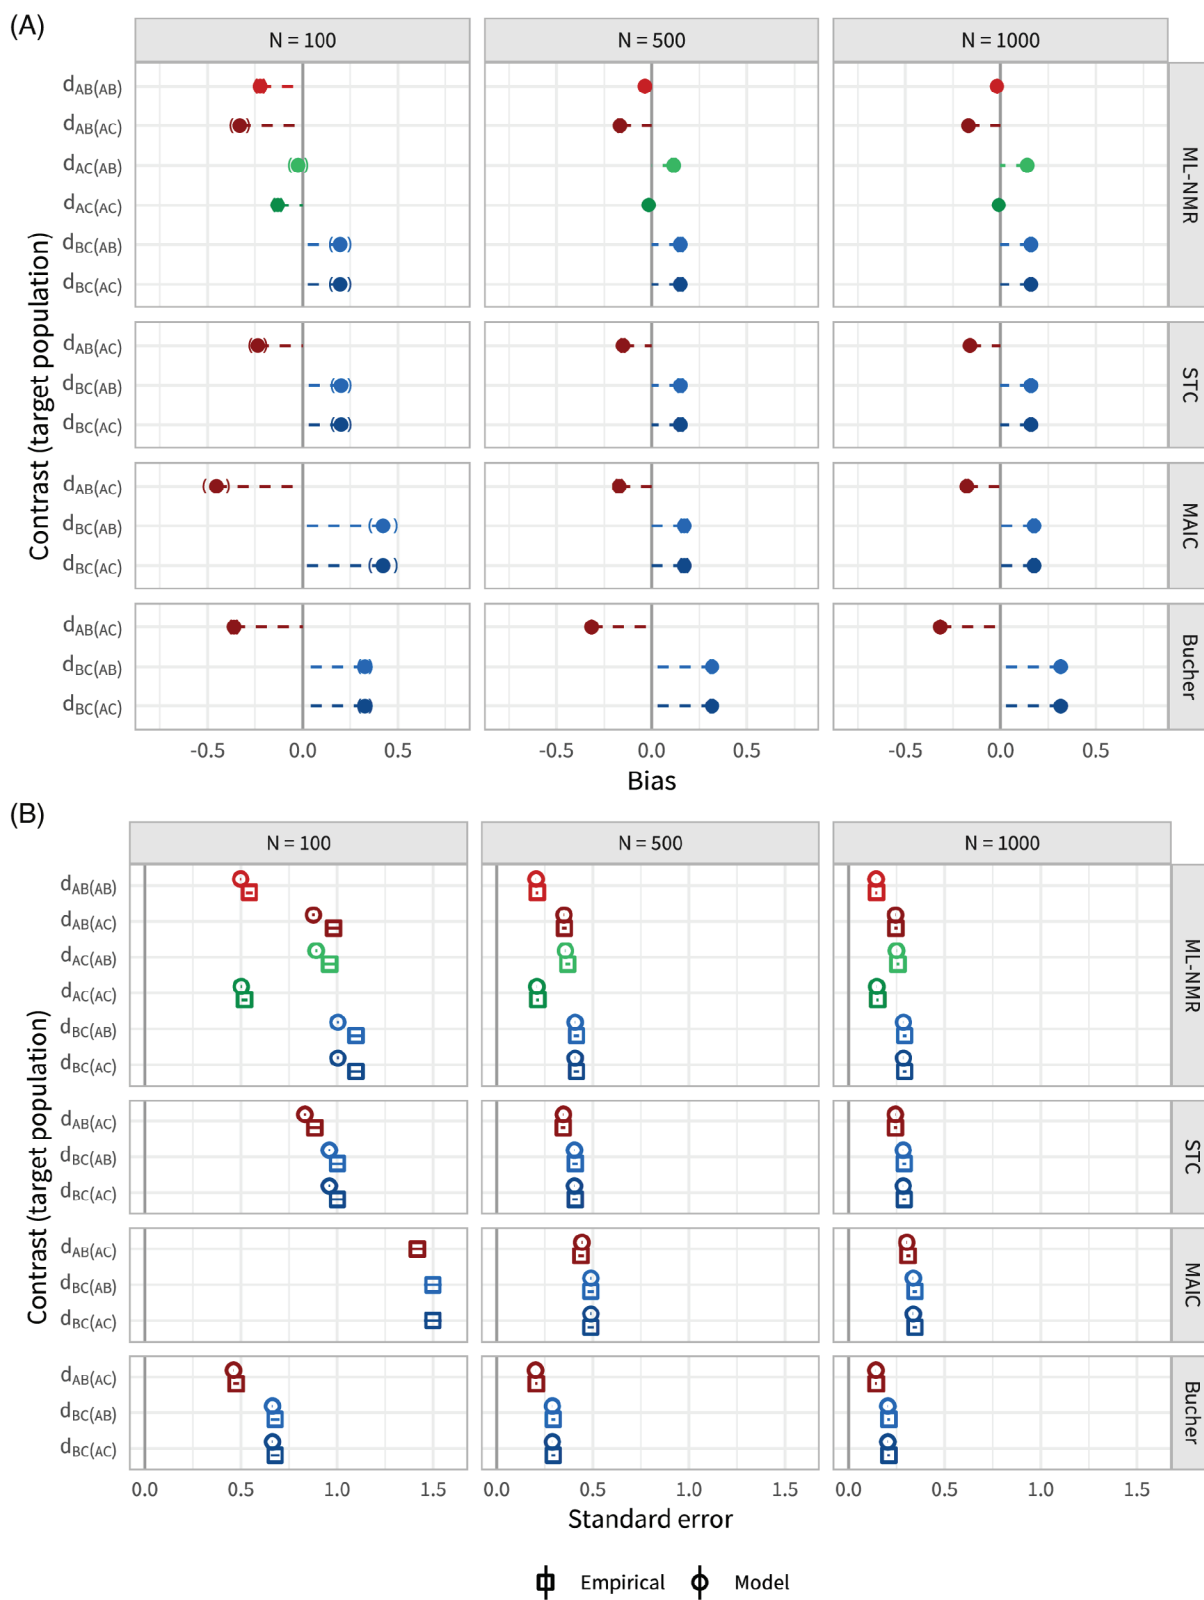 (A)
N = 100 N = 500 N = 1000
Contrast (target population)
dAB(AB)
dAB(AC)
dAC(AB)
dAC(AC)
dBC(AB)
dBC(AC)
ML-NMR
dAB(AC)
dBC(AB)
dBC(AC)
STC
dAB(AC)
dBC(AB)
dBC(AC)
MAIC
dAB(AC)
dBC(AB)
dBC(AC)
Bucher
-0.5 0.0 0.5 -0.5 0.0 0.5 -0.5 0.0 0.5
Bias
(B)
N = 100 N = 500 N = 1000
Contrast (target population)
dAB(AB)
dAB(AC)
dAC(AB)
dAC(AC)
dBC(AB)
dBC(AC)
ML-NMR
dAB(AC)
dBC(AB)
dBC(AC)
STC
dAB(AC)
dBC(AB)
dBC(AC)
MAIC
dAB(AC)
dBC(AB)
dBC(AC)
Bucher
0.0 0.5 1.0 1.5 0.0 0.5 1.0 1.5 0.0 0.5 1.0 1.5
Standard error
Empirical Model